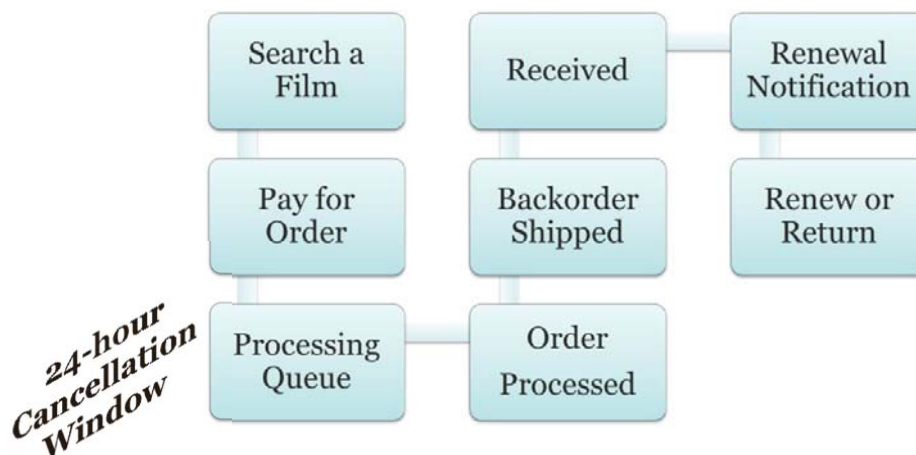 Search a
Film
Pay for
Order
24-hour
Cancellation
Window
Processing
Queue
Order
Processed
Backorder
Shipped
Received
Renewal
Notification
Renew or
Return